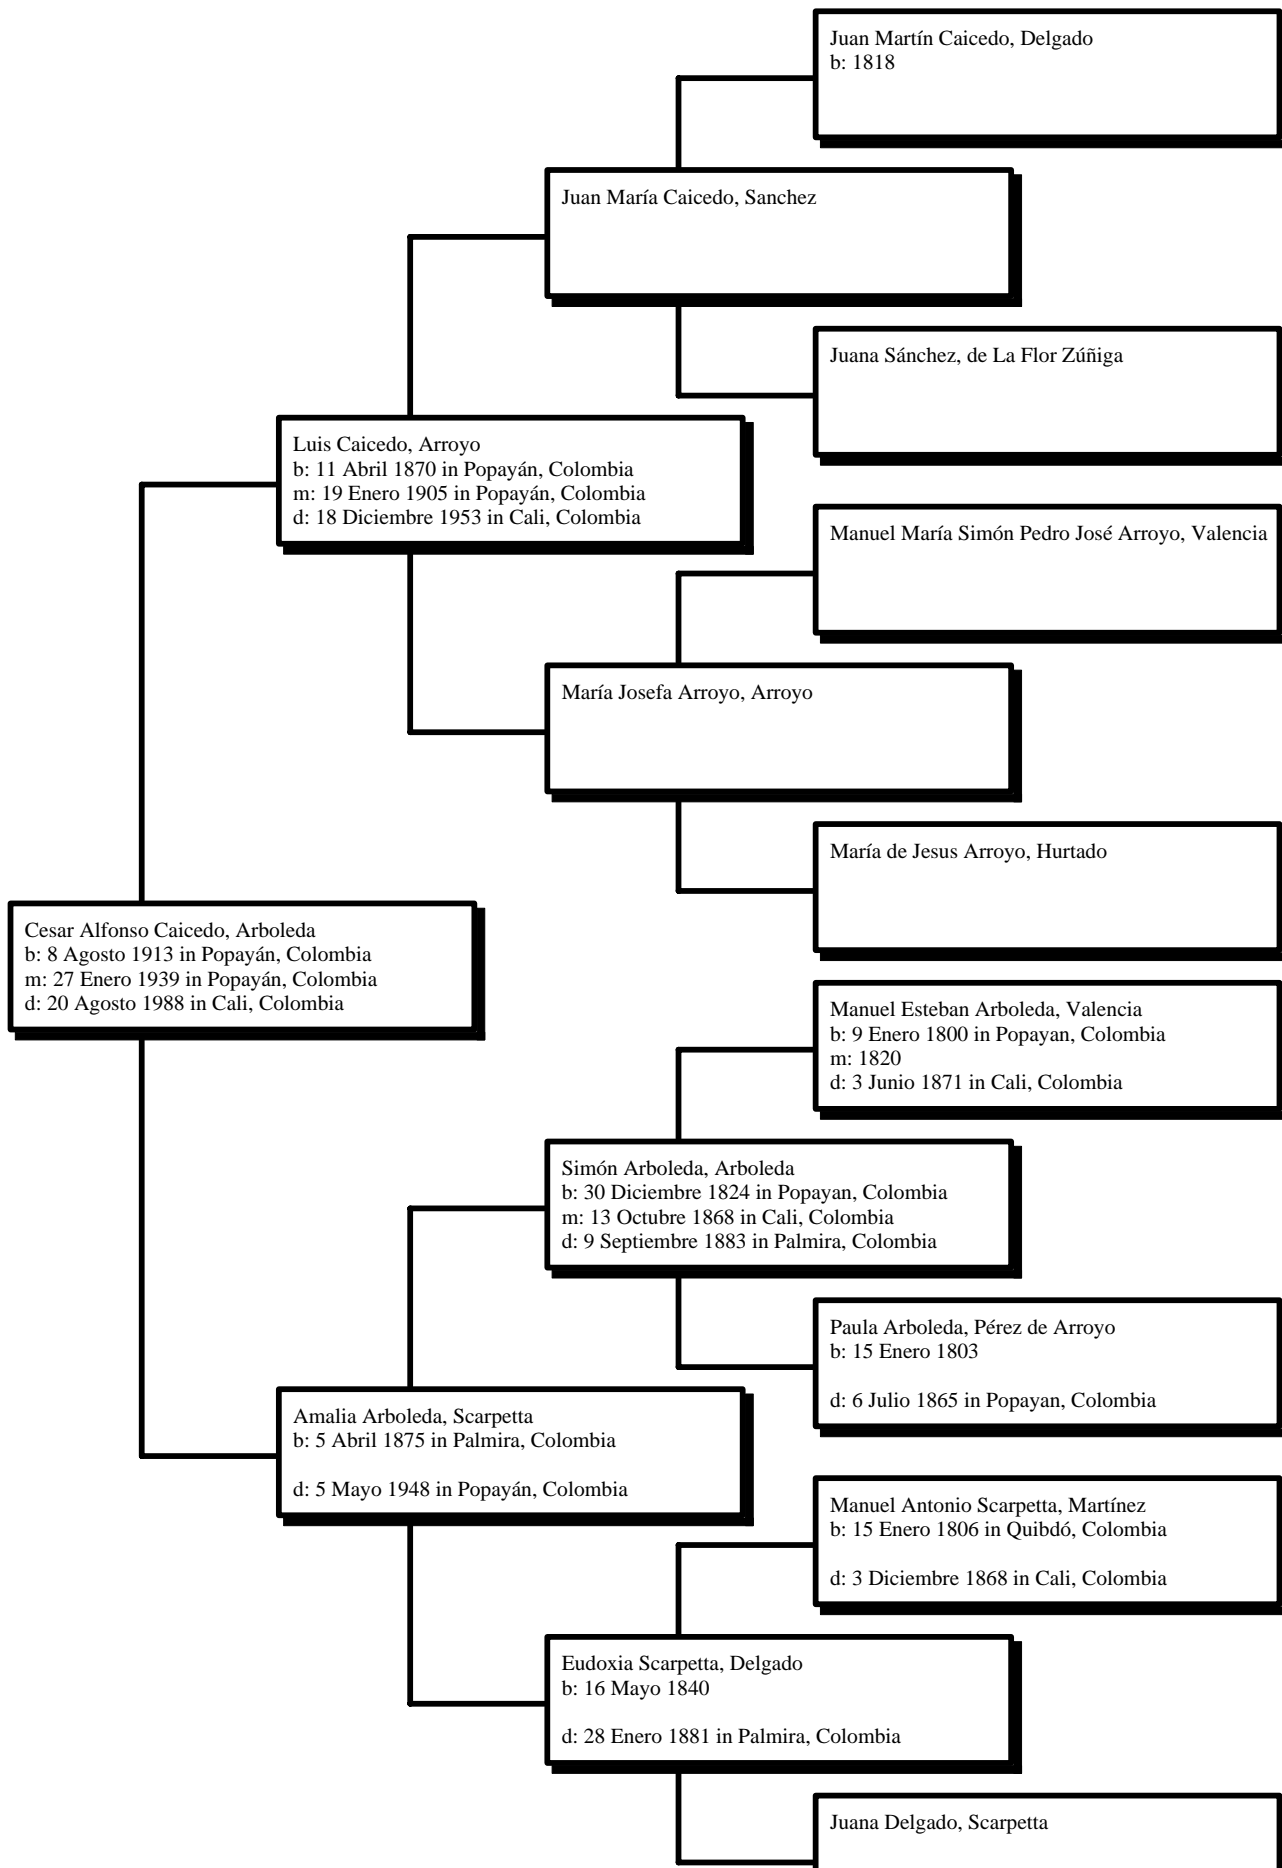 Juan Martín Caicedo, Delgado
b: 1818
Juan María Caicedo, Sanchez
Juana Sánchez, de La Flor Zúñiga
Luis Caicedo, Arroyo
b: 11 Abril 1870 in Popayán, Colombia
m: 19 Enero 1905 in Popayán, Colombia
d: 18 Diciembre 1953 in Cali, Colombia
Manuel María Simón Pedro José Arroyo, Valencia
María Josefa Arroyo, Arroyo
María de Jesus Arroyo, Hurtado
Cesar Alfonso Caicedo, Arboleda
b: 8 Agosto 1913 in Popayán, Colombia
m: 27 Enero 1939 in Popayán, Colombia
d: 20 Agosto 1988 in Cali, Colombia
Manuel Esteban Arboleda, Valencia
b: 9 Enero 1800 in Popayan, Colombia
m: 1820
d: 3 Junio 1871 in Cali, Colombia
Simón Arboleda, Arboleda
b: 30 Diciembre 1824 in Popayan, Colombia
m: 13 Octubre 1868 in Cali, Colombia
d: 9 Septiembre 1883 in Palmira, Colombia
Paula Arboleda, Pérez de Arroyo
b: 15 Enero 1803
d: 6 Julio 1865 in Popayan, Colombia
Amalia Arboleda, Scarpetta
b: 5 Abril 1875 in Palmira, Colombia
d: 5 Mayo 1948 in Popayán, Colombia
Manuel Antonio Scarpetta, Martínez
b: 15 Enero 1806 in Quibdó, Colombia
d: 3 Diciembre 1868 in Cali, Colombia
Eudoxia Scarpetta, Delgado
b: 16 Mayo 1840
d: 28 Enero 1881 in Palmira, Colombia
Juana Delgado, Scarpetta